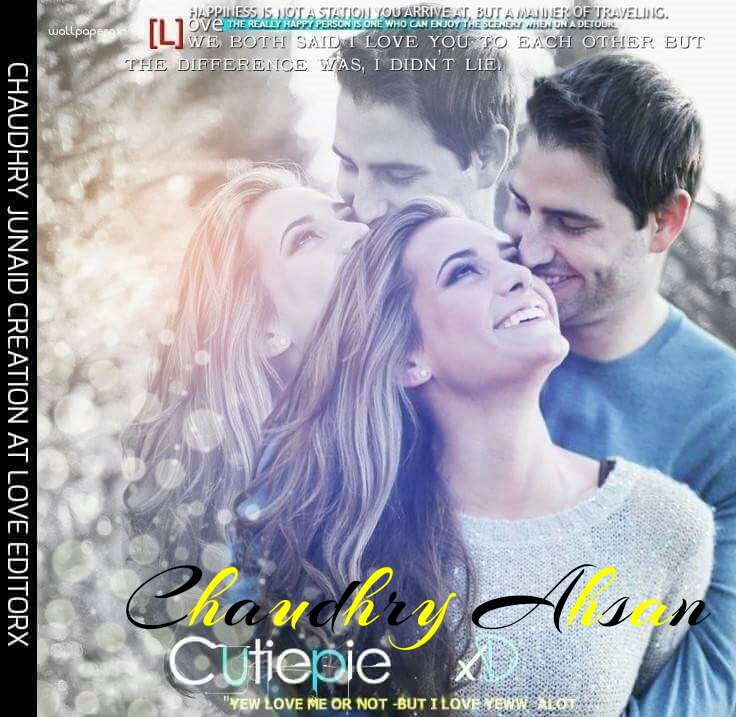 HAPPINESS IS NOT A STATION YOU ARRIVE AT, BUT A MANNER OF TRAVELING.
[L]ove THE REALLY HAPPY PERSON IS ONE WHO CAN ENJOY THE SCENERY WHEN ON A DETOUR.
wallpapers.in
WE BOTH SAID I LOVE YOU TO EACH OTHER BUT
THE DIFFERENCE WAS, I DIDNT LIE.
CHAUDHRY JUNAID CREATION AT LOVE EDITORX
Chaudhry Ahsan
Cutiepie xD
"YEW LOVE ME OR NOT -BUT I LOVE YEWW ALOT